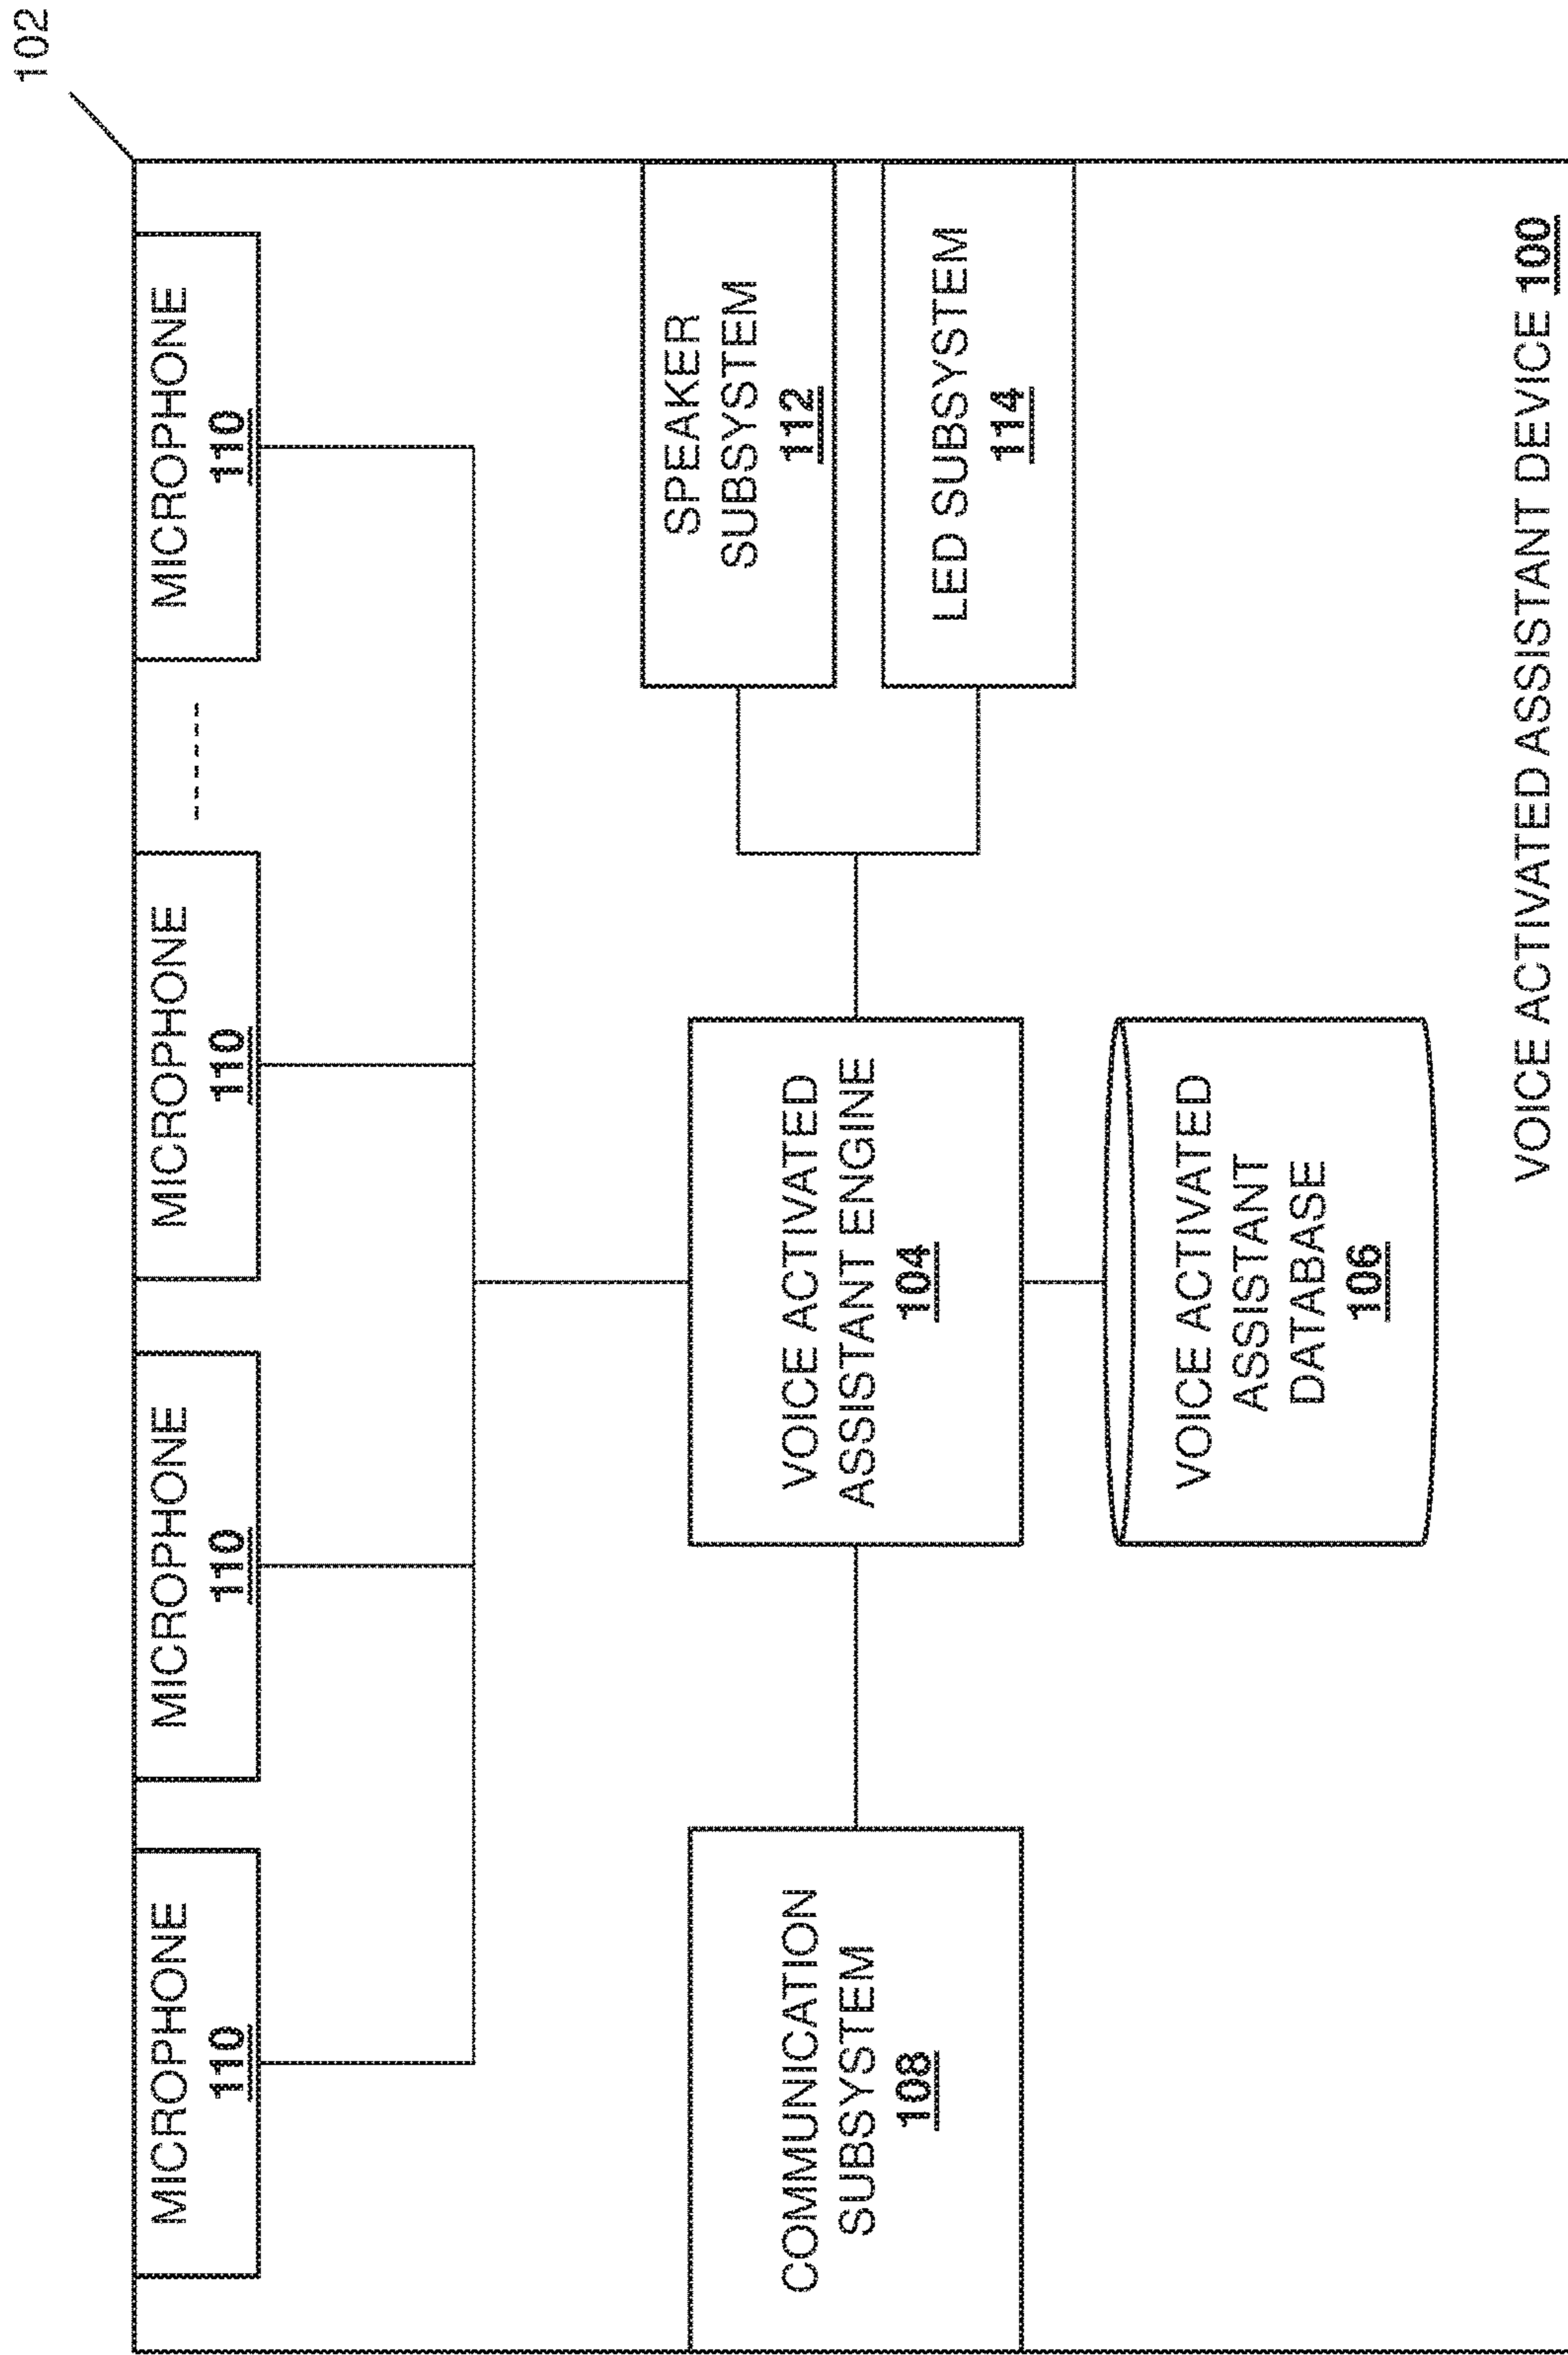 102
MICROPHONE
110
MICROPHONE
110
MICROPHONE
110
MICROPHONE
110
COMMUNICATION
SUBSYSTEM
108
VOICE ACTIVATED
ASSISTANT ENGINE
104
SPEAKER
SUBSYSTEM
112
LED SUBSYSTEM
114
VOICE ACTIVATED
ASSISTANT
DATABASE
106
VOICE ACTIVATED ASSISTANT DEVICE 100